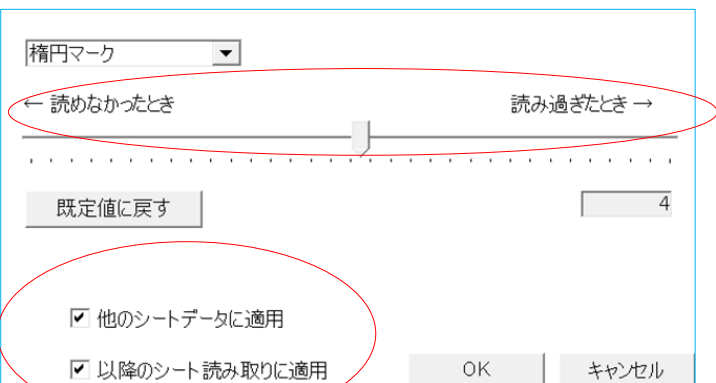 楕円マーク
← 読めなかったとき 読み過ぎたとき →
既定値に戻す 4
他のシートデータに適用
以降のシート読み取りに適用 OK キャンセル